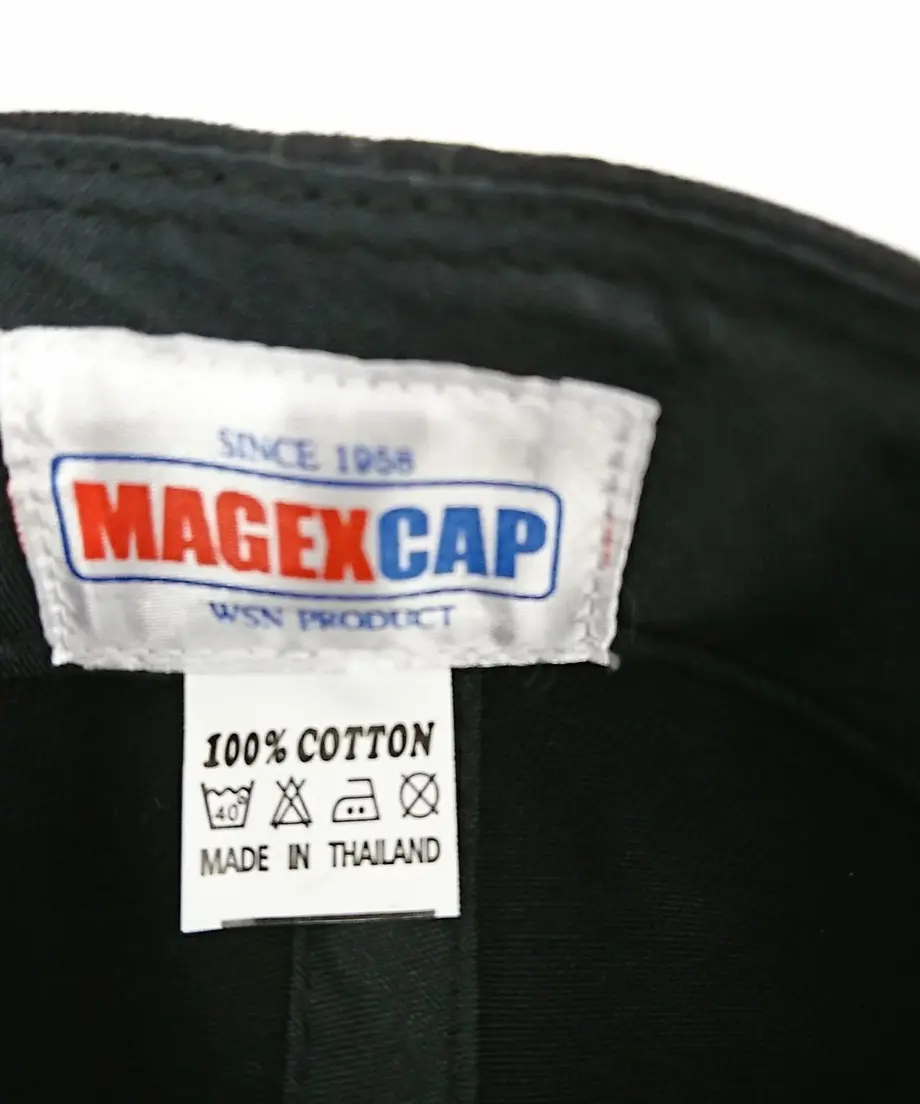 SINCE 1958
MAGEXCAP
WSN PRODUCT
100% COTTON
40°
MADE IN THAILAND